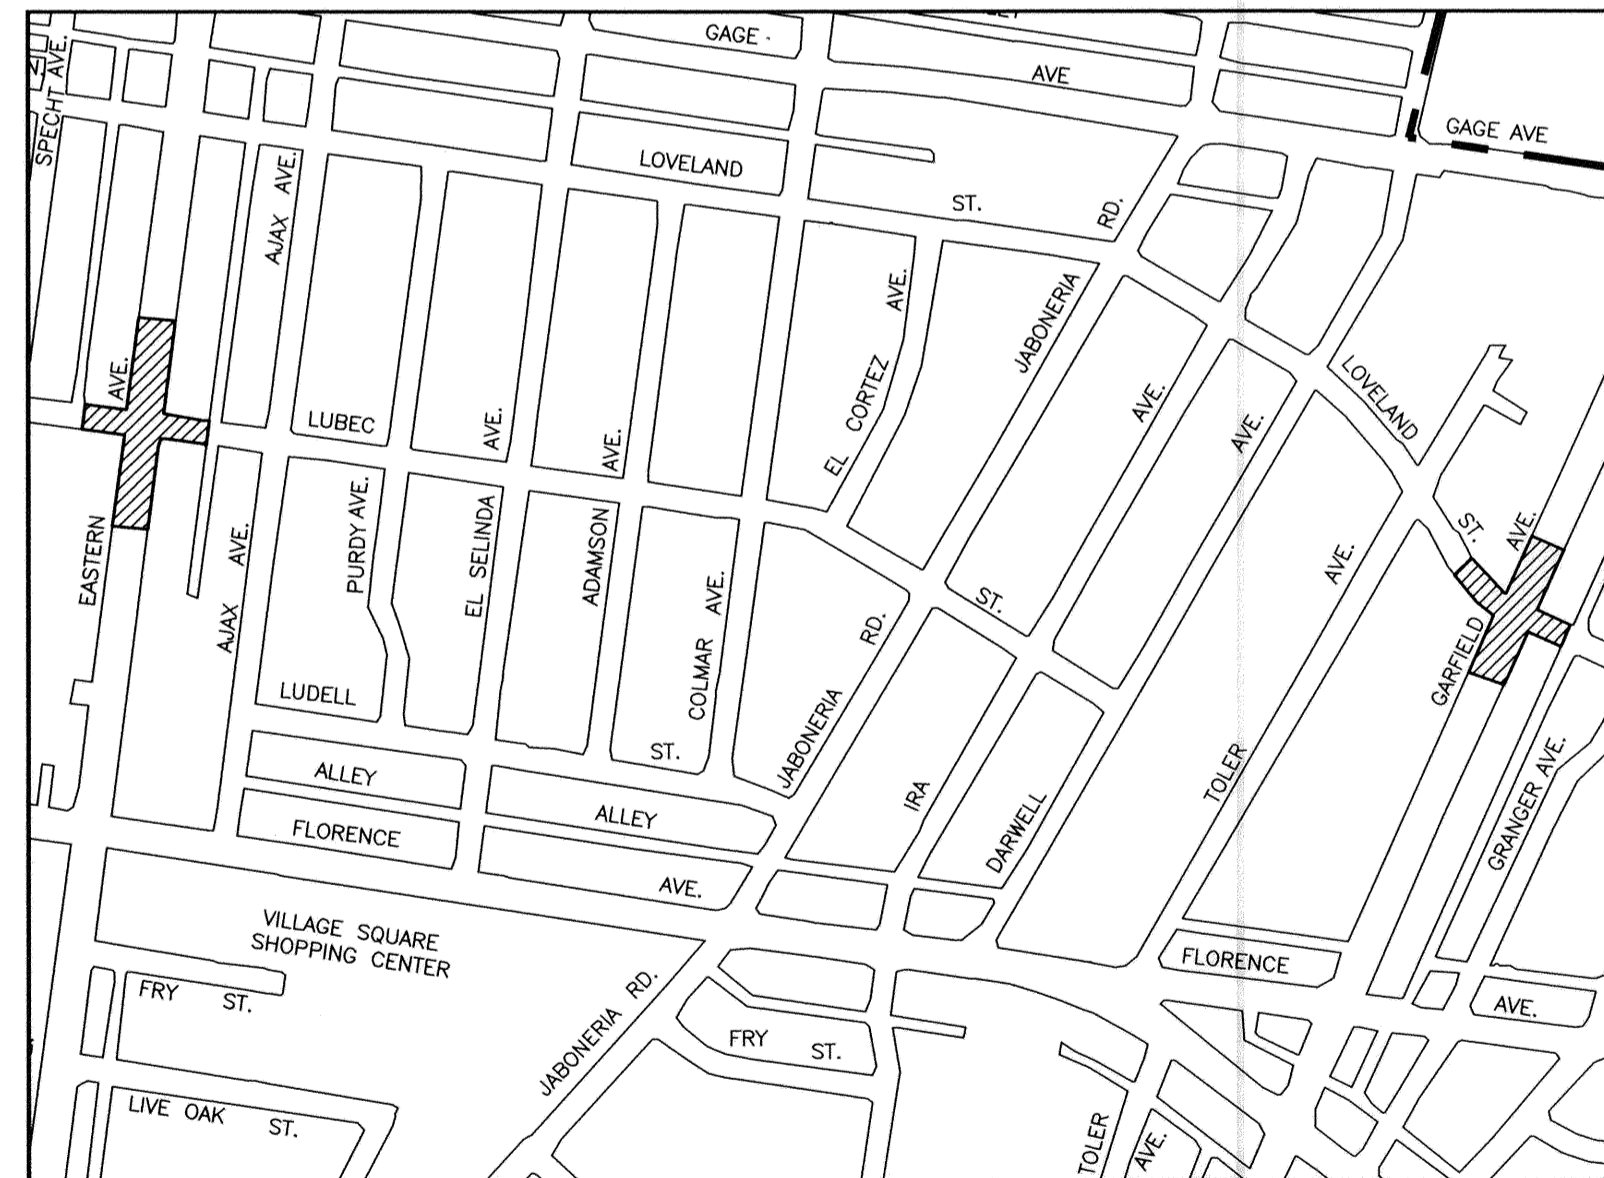 GAGE
AVE
GAGE AVE
SPECHT AVE.
LOVELAND
ST.
RD.
AJAX AVE.
AVE.
EL CORTEZ
JABONERIA
AVE.
LUBEC
AVE.
AVE.
AVE.
AVE.
LOVELAND
ST.
AVE.
EASTERN
AJAX AVE.
PURDY AVE.
EL SELINDA
ADAMSON
COLMAR AVE.
RD.
JABONERIA
ST.
AVE.
TOLER
GARFIELD
GRANGER AVE.
LUDELL
ST.
ALLEY
ALLEY
FLORENCE
AVE.
IRA
DARWELL
VILLAGE SQUARE
SHOPPING CENTER
FLORENCE
AVE.
FRY ST.
JABONERIA RD.
FRY ST.
LIVE OAK ST.
TOLER
AVE.